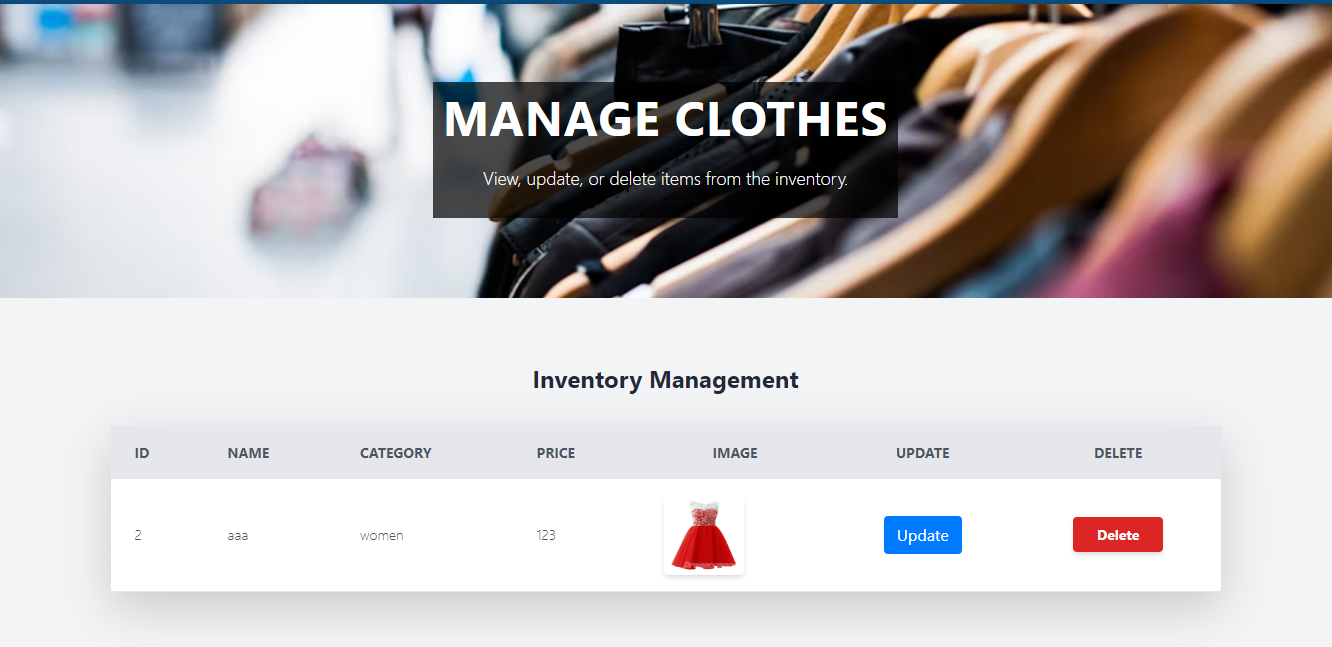 MANAGE CLOTHES
View, update, or delete items from the inventory.
Inventory Management
ID NAME CATEGORY PRICE IMAGE UPDATE DELETE
2 aaa women 123 Update Delete